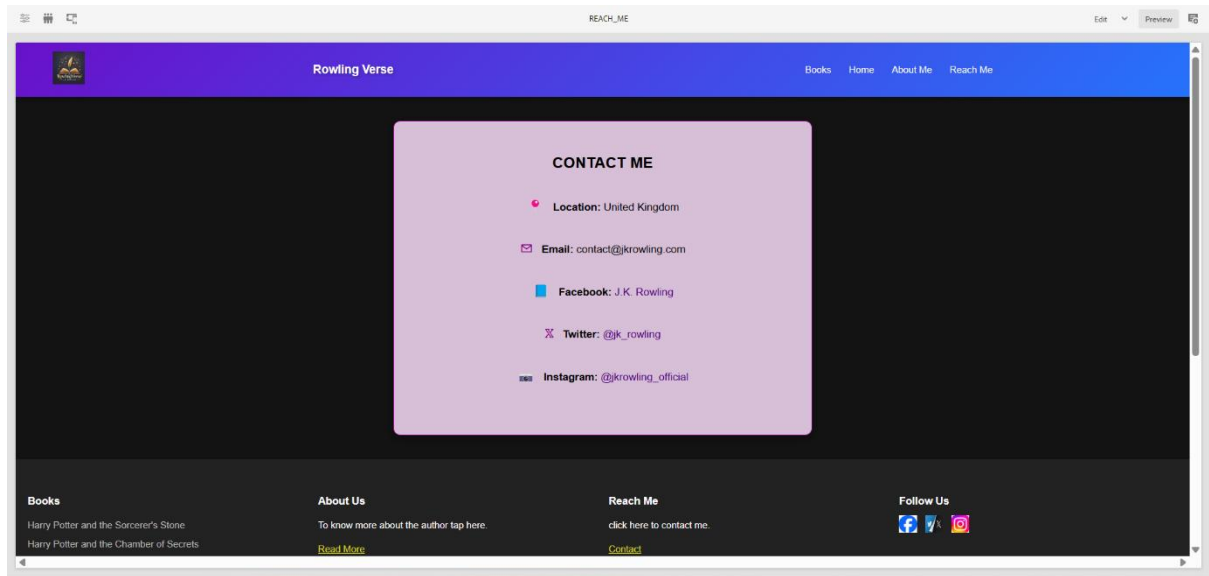 REACH_ME
Edit
Preview
Rowling Verse
Books
Home
About Me
Reach Me
CONTACT ME
Location: United Kingdom
Email: contact@jkrowling.com
Facebook: J.K. Rowling
Twitter: @jk_rowling
Instagram: @jkrowling_official
Books
Harry Potter and the Sorcerer's Stone
Harry Potter and the Chamber of Secrets
About Us
To know more about the author tap here.
Read More
Reach Me
click here to contact me.
Contact
Follow Us